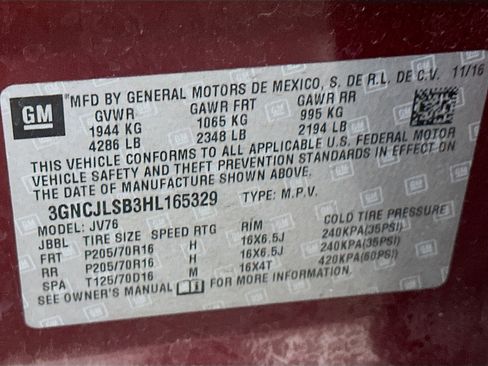 GM
MFD BY GENERAL MOTORS DE MEXICO, S. DE R.L. DE C.V. 11/16
GVWR GAWR FRT GAWR RR
1944 KG 1065 KG 995 KG
4286 LB 2348 LB 2194 LB
THIS VEHICLE CONFORMS TO ALL APPLICABLE U.S. FEDERAL MOTOR
VEHICLE SAFETY AND THEFT PREVENTION STANDARDS IN EFFECT ON
THE DATE OF MANUFACTURE SHOWN ABOVE.
3GNCJLSB3HL165329 TYPE: M.P.V.
MODEL: JV76
JBBL TIRE SIZE SPEED RTG RIM COLD TIRE PRESSURE
FRT P205/70R16 H 16X6.5J 240KPA(35PSI)
RR P205/70R16 H 16X6.5J 240KPA(35PSI)
SPA T125/70D16 M 16X4T 420KPA(60PSI)
SEE OWNER'S MANUAL FOR MORE INFORMATION.